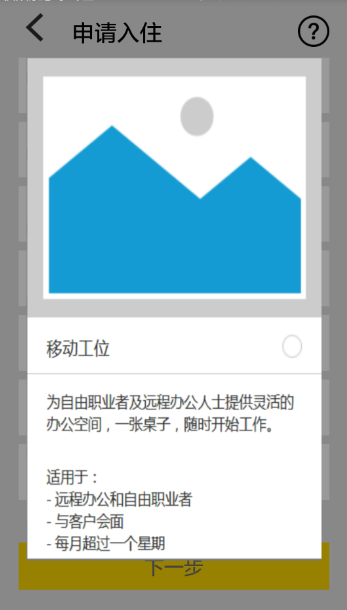 申请入住
?
移动工位
为自由职业者及远程办公人士提供灵活的
办公空间，一张桌子，随时开始工作。
适用于：
- 远程办公和自由职业者
- 与客户会面
- 每月超过一个星期
下一步